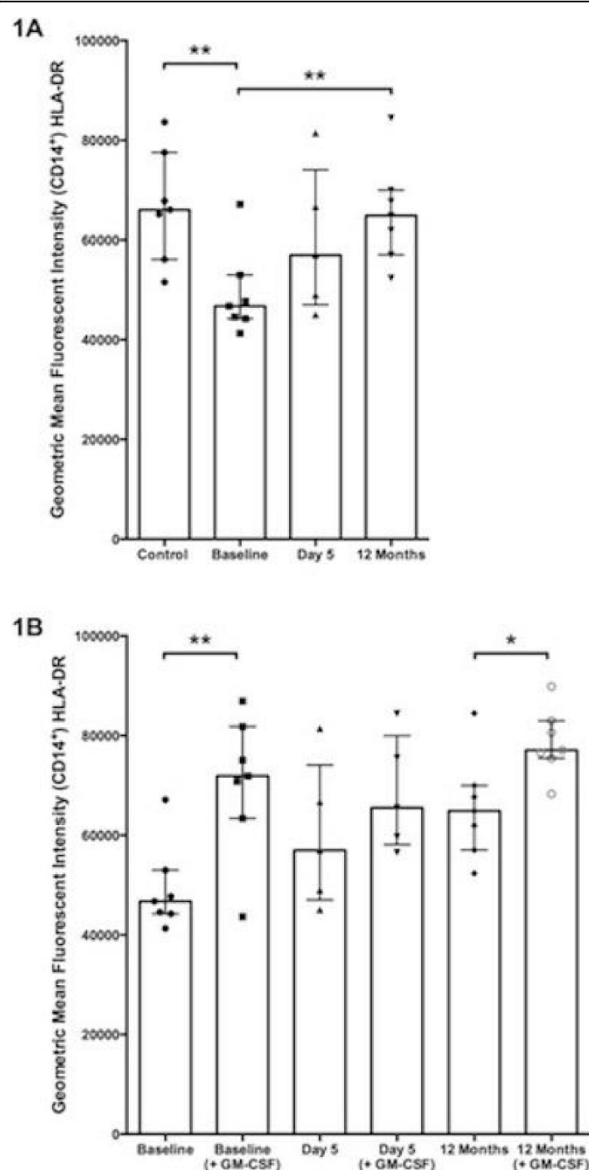 1A
Geometric Mean Fluorescent Intensity (CD14⁺) HLA-DR
100000
80000
60000
40000
20000
0
**
**
Control Baseline Day 5 12 Months
1B
Geometric Mean Fluorescent Intensity (CD14⁺) HLA-DR
100000
80000
60000
40000
20000
0
**
*
Baseline Baseline Day 5 Day 5 12 Months 12 Months
(+ GM-CSF) (+ GM-CSF) (+ GM-CSF)